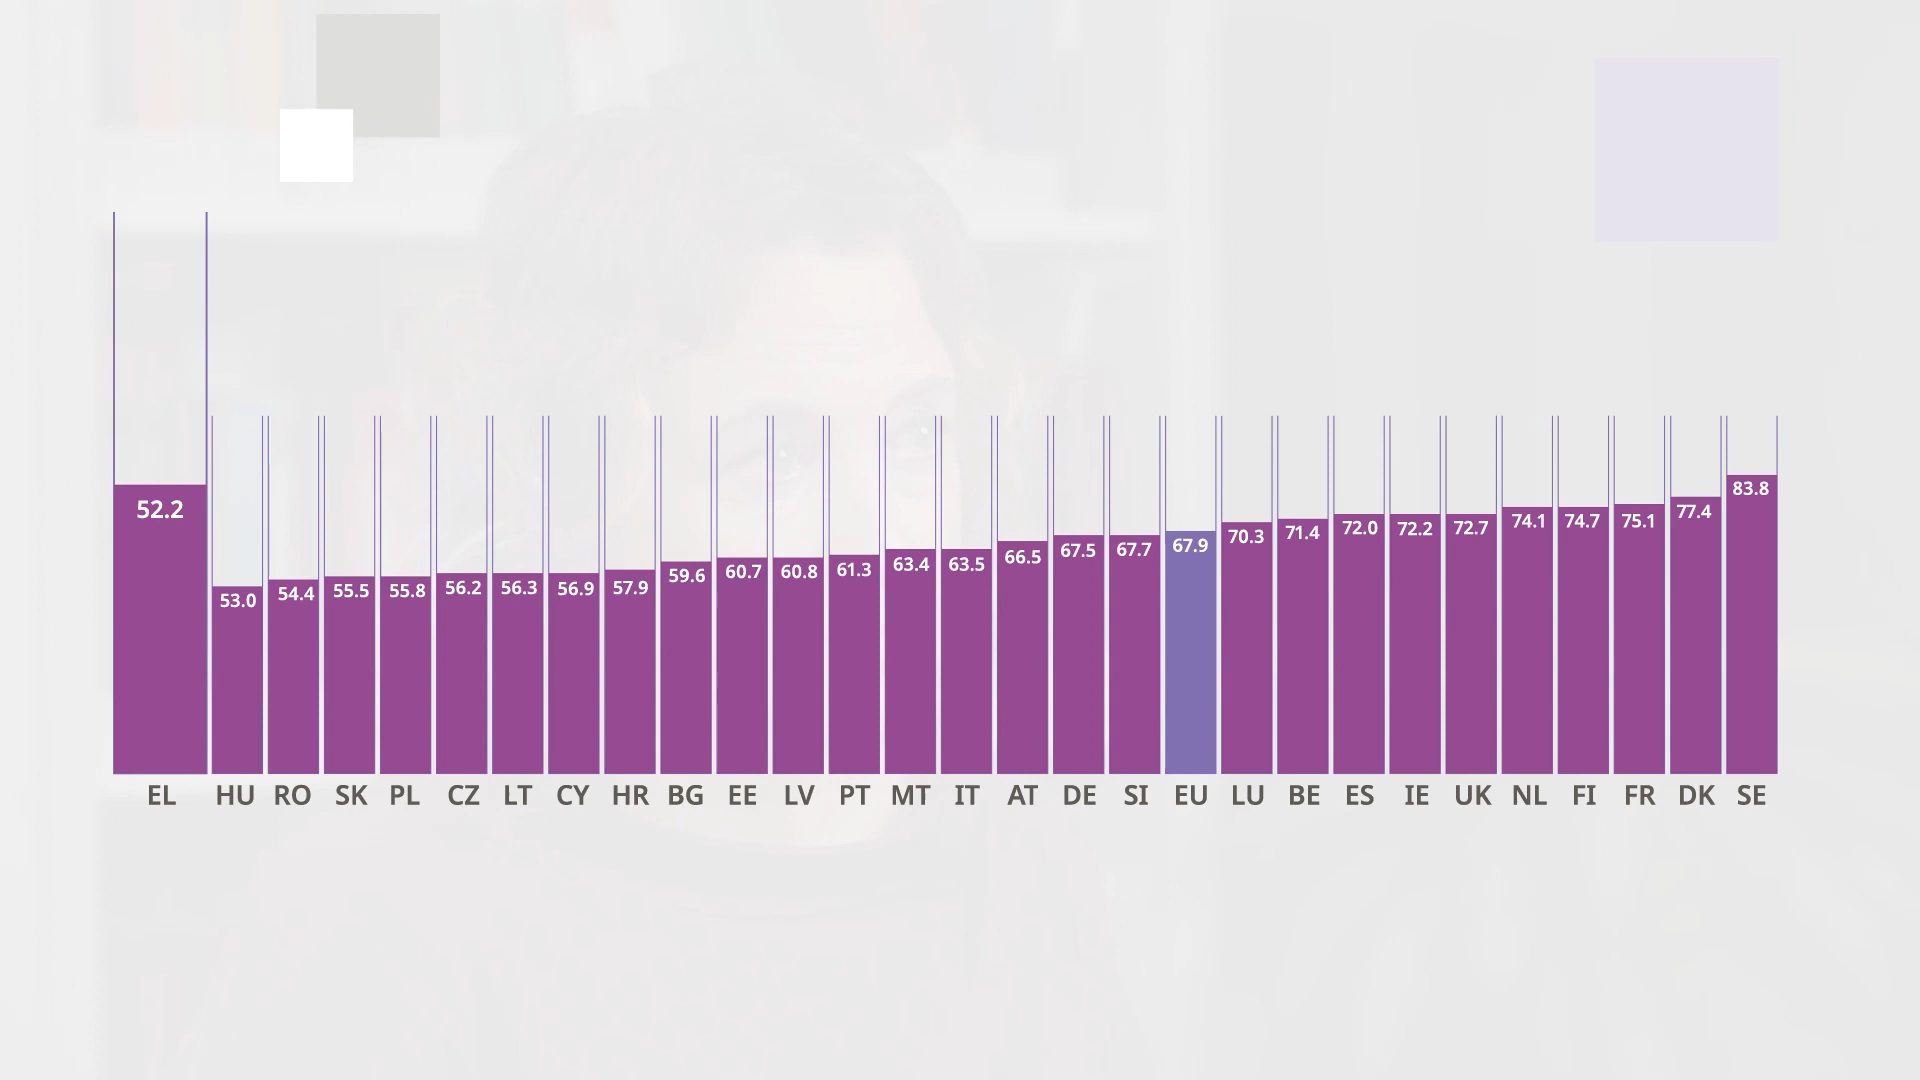 52.2 53.0 54.4 55.5 55.8 56.2 56.3 56.9 57.9 59.6 60.7 60.8 61.3 63.4 63.5 66.5 67.5 67.7 67.9 70.3 71.4 72.0 72.2 72.7 74.1 74.7 75.1 77.4 83.8
EL HU RO SK PL CZ LT CY HR BG EE LV PT MT IT AT DE SI EU LU BE ES IE UK NL FI FR DK SE